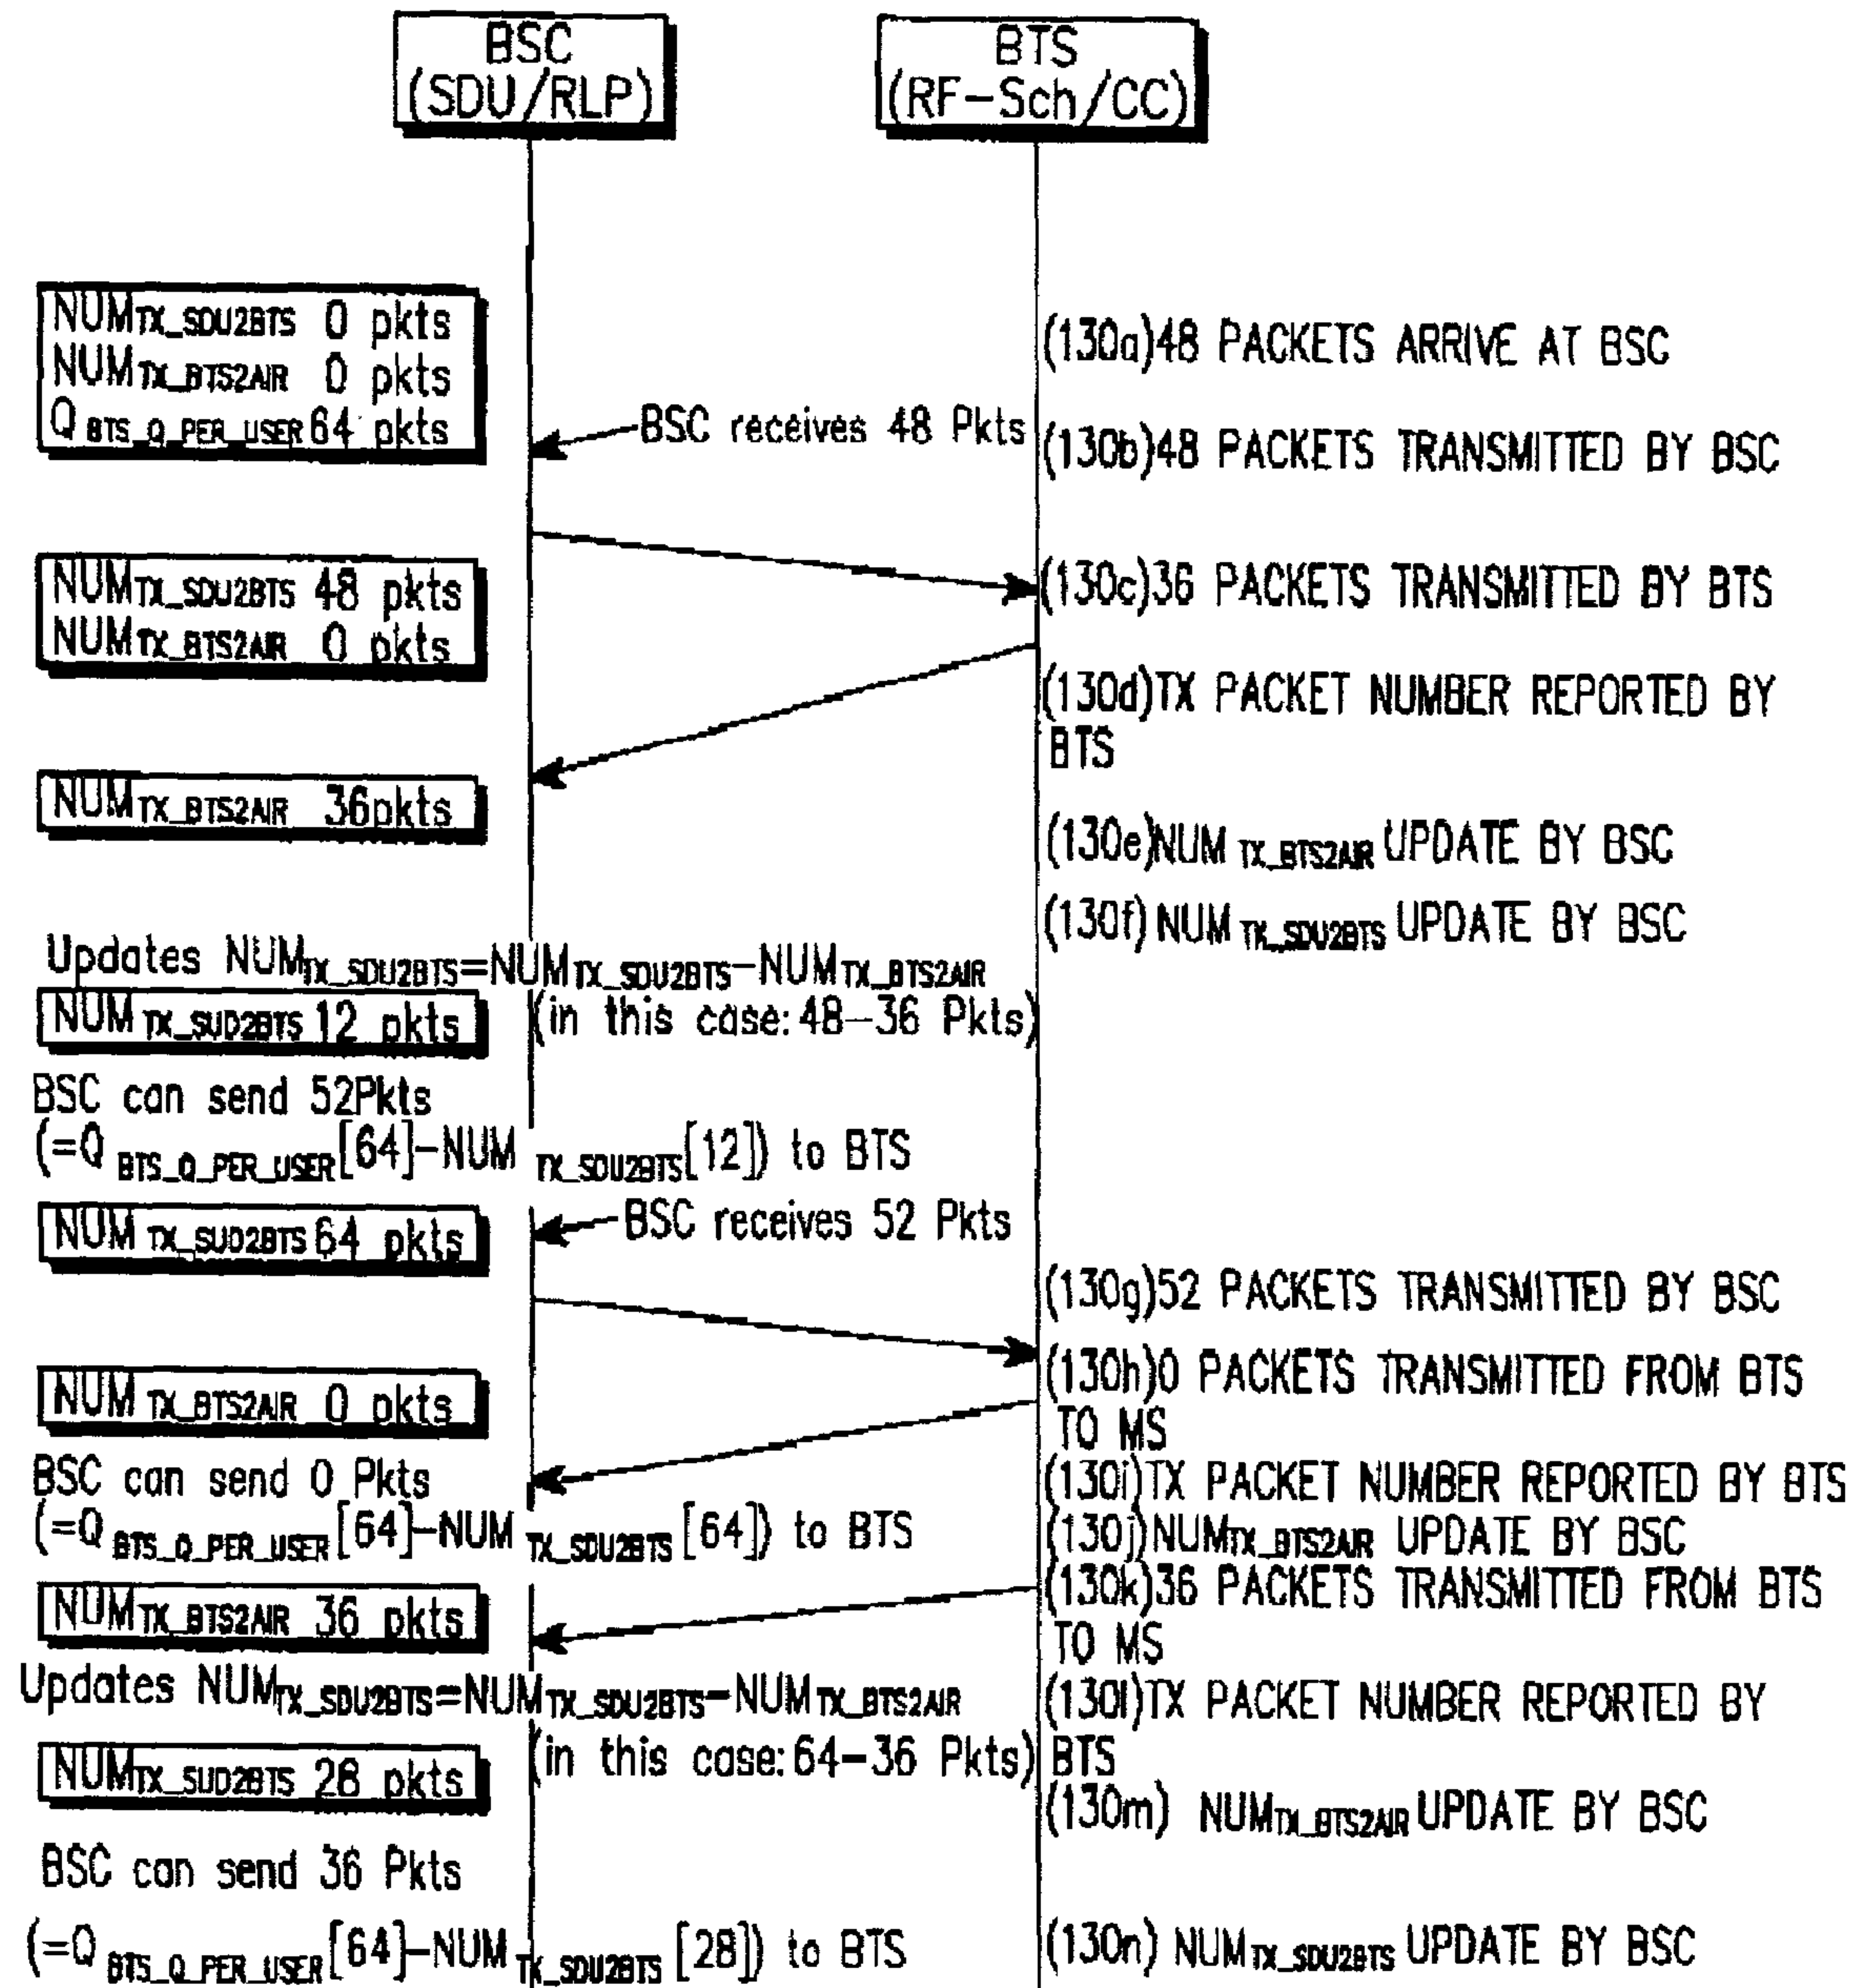 BSC
(SDU/RLP)
BTS
(RF-Sch/CC)
NUMTX_SDU2BTS 0 pkts
NUMTX_BTS2AIR 0 pkts
Q BTS_Q_PER_USER 64 pkts
(130a)48 PACKETS ARRIVE AT BSC
BSC receives 48 Pkts
(130b)48 PACKETS TRANSMITTED BY BSC
NUMTX_SDU2BTS 48 pkts
NUMTX_BTS2AIR 0 pkts
(130c)36 PACKETS TRANSMITTED BY BTS
(130d)TX PACKET NUMBER REPORTED BY
BTS
NUMTX_BTS2AIR 36pkts
(130e)NUM TX_BTS2AIR UPDATE BY BSC
(130f) NUM TX_SDU2BTS UPDATE BY BSC
Updates NUMTX_SDU2BTS=NUMTX_SDU2BTS-NUMTX_BTS2AIR
NUM TX_SUD2BTS 12 pkts
(in this case:48-36 Pkts)
BSC can send 52Pkts
(=Q BTS_Q_PER_USER[64]-NUM TX_SDU2BTS[12]) to BTS
NUM TX_SUD2BTS 64 pkts
BSC receives 52 Pkts
(130g)52 PACKETS TRANSMITTED BY BSC
(130h)0 PACKETS TRANSMITTED FROM BTS
TO MS
NUM TX_BTS2AIR 0 pkts
BSC can send 0 Pkts
(=Q BTS_Q_PER_USER[64]-NUM TX_SDU2BTS [64]) to BTS
(130i)TX PACKET NUMBER REPORTED BY BTS
(130j)NUMTX_BTS2AIR UPDATE BY BSC
(130k)36 PACKETS TRANSMITTED FROM BTS
TO MS
NUMTX_BTS2AIR 36 pkts
Updates NUMTX_SDU2BTS=NUMTX_SDU2BTS-NUMTX_BTS2AIR
(130l)TX PACKET NUMBER REPORTED BY
BTS
(in this case:64-36 Pkts)
NUMTX_SUD2BTS 28 pkts
(130m) NUMTX_BTS2AIR UPDATE BY BSC
BSC can send 36 Pkts
(=Q BTS_Q_PER_USER[64]-NUM TX_SDU2BTS [28]) to BTS
(130n) NUMTX_SDU2BTS UPDATE BY BSC